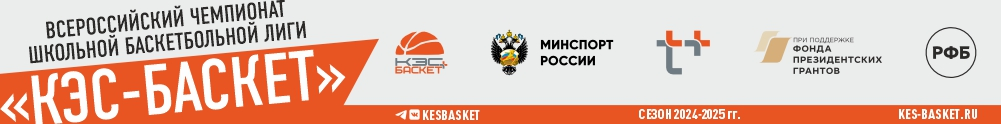 ВСЕРОССИЙСКИЙ ЧЕМПИОНАТ
ШКОЛЬНОЙ БАСКЕТБОЛЬНОЙ ЛИГИ
«КЭС-БАСКЕТ»
КЭС
БАСКЕТ
МИНСПОРТ
РОССИИ
ПРИ ПОДДЕРЖКЕ
ФОНДА
ПРЕЗИДЕНТСКИХ
ГРАНТОВ
РФБ
KESBASKET
СЕЗОН 2024-2025 гг.
KES-BASKET.RU